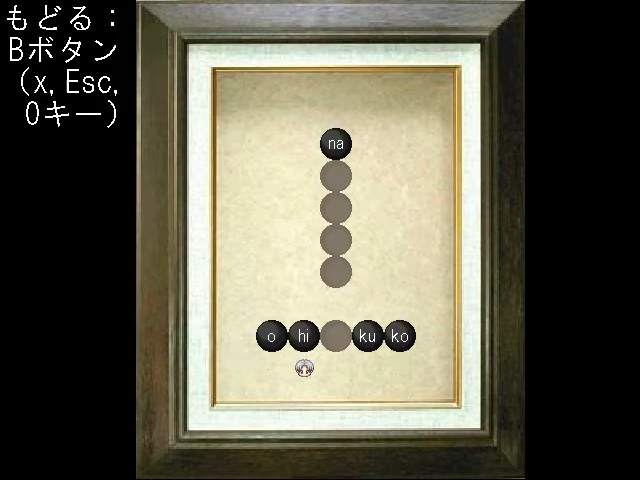 もどる：
Bボタン
（x,Esc,
0キー）
na
o hi ku ko